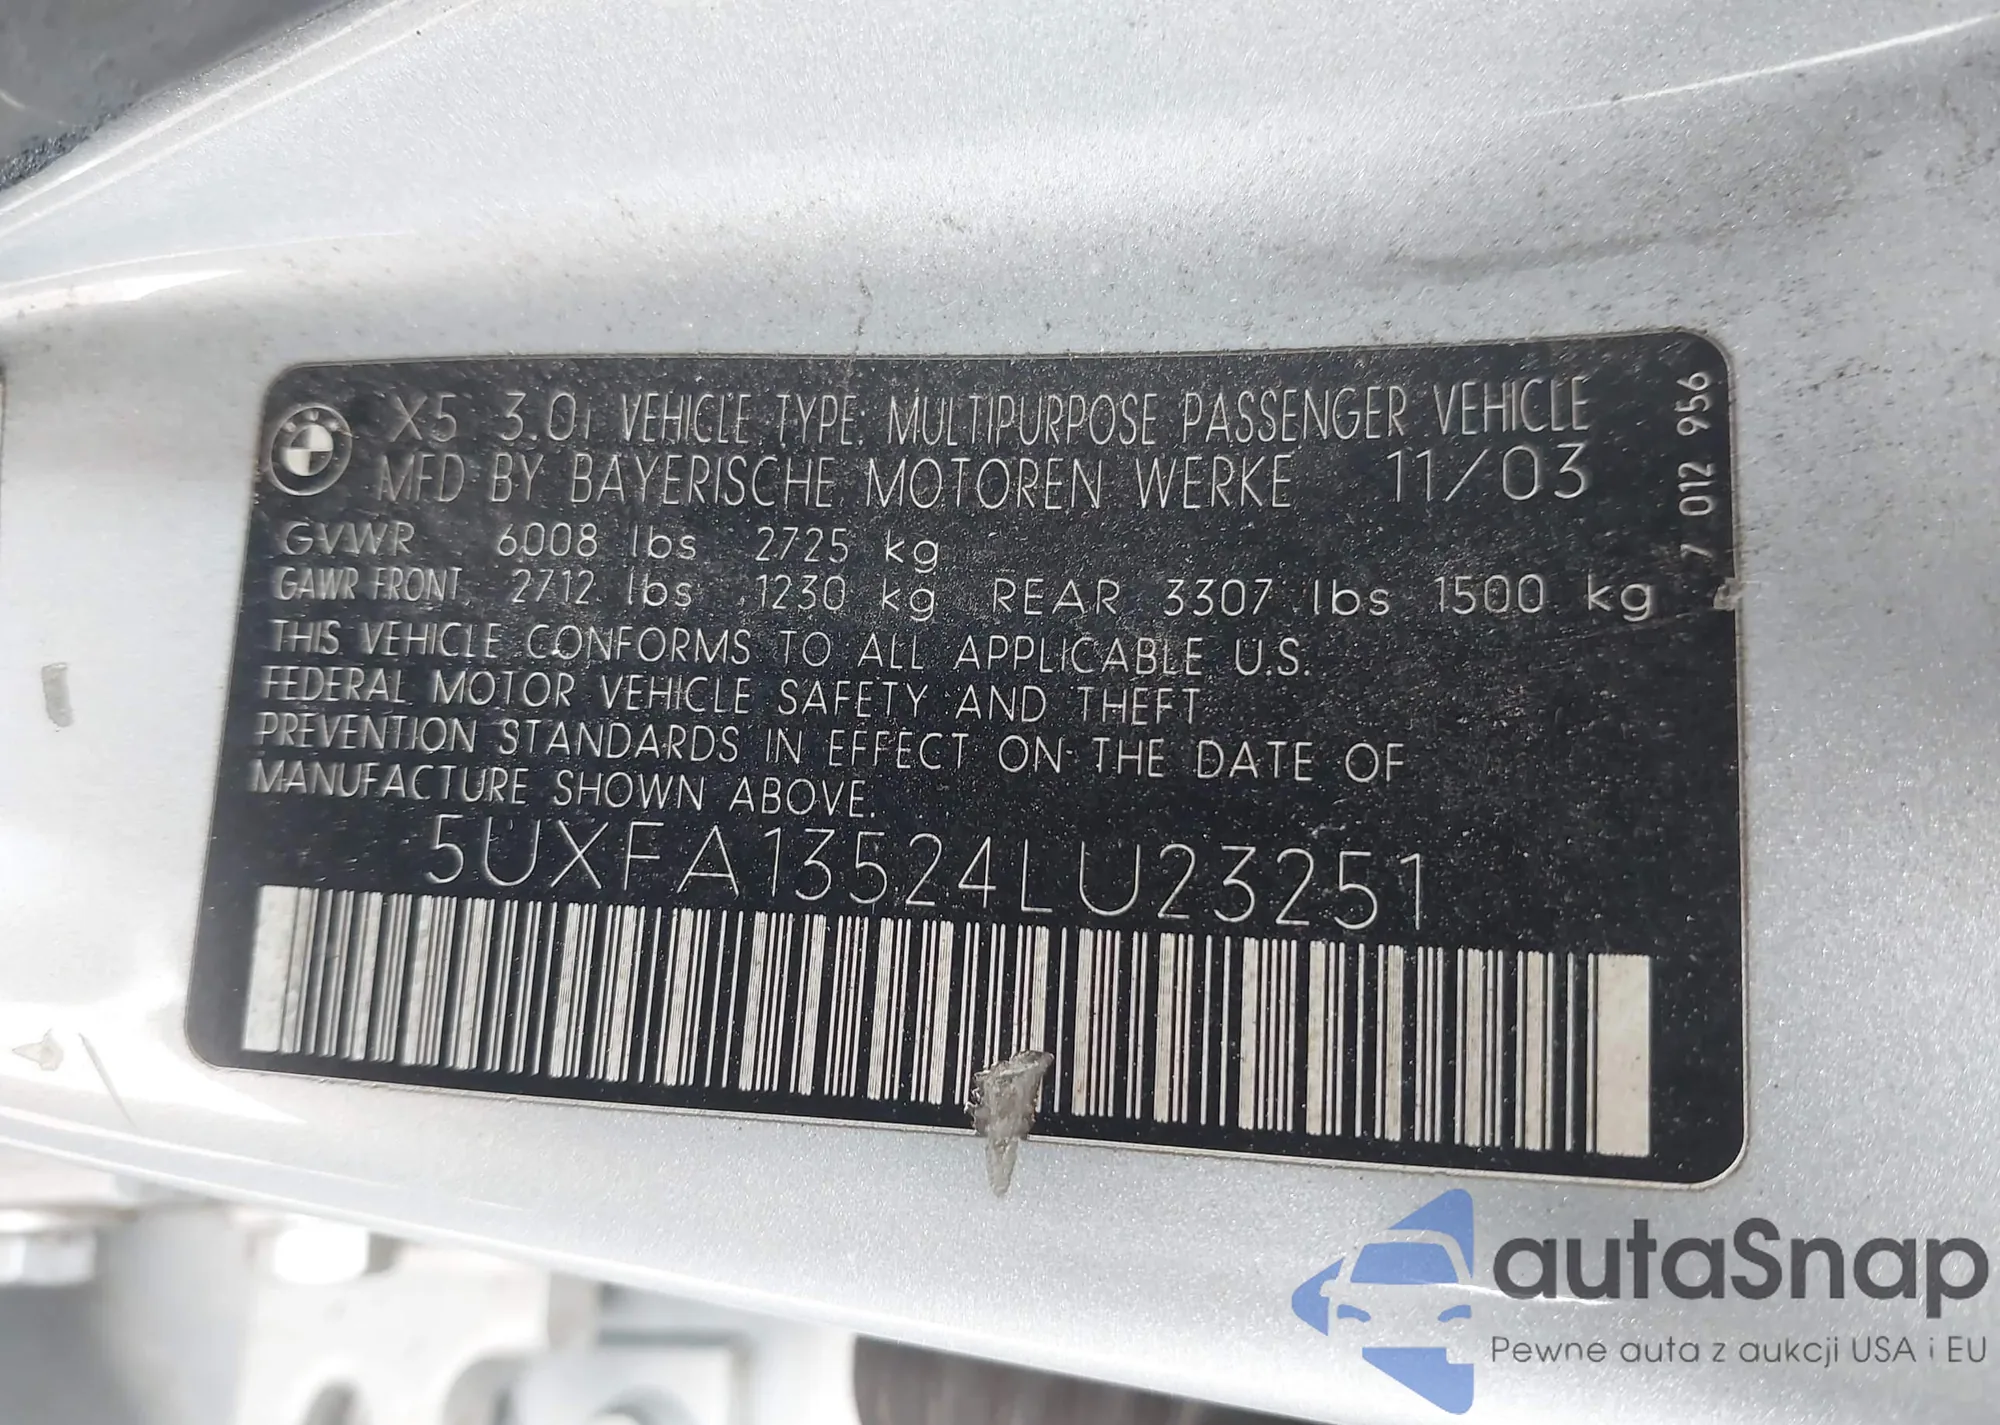 X5 3.0i VEHICLE TYPE: MULTIPURPOSE PASSENGER VEHICLE
MFD BY BAYERISCHE MOTOREN WERKE 11/03
GVWR 6008 lbs 2725 kg
GAWR FRONT 2712 lbs 1230 kg REAR 3307 lbs 1500 kg
THIS VEHICLE CONFORMS TO ALL APPLICABLE U.S.
FEDERAL MOTOR VEHICLE SAFETY AND THEFT
PREVENTION STANDARDS IN EFFECT ON THE DATE OF
MANUFACTURE SHOWN ABOVE.
5UXFA13524LU23251
7 012 956
autaSnap
Pewne auta z aukcji USA i EU